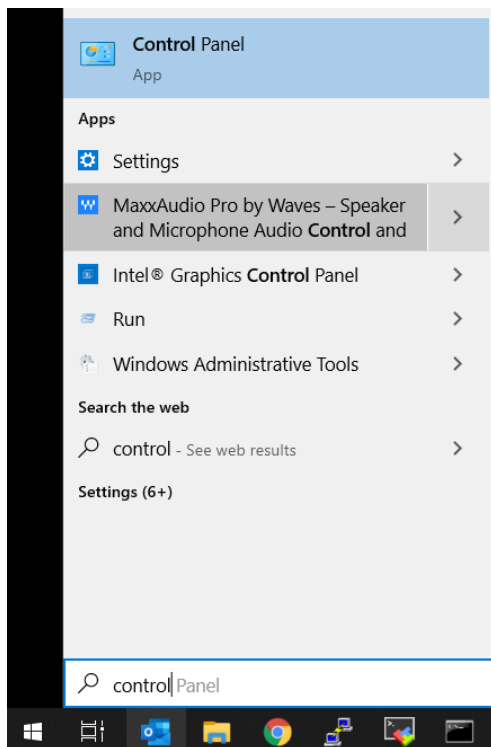 Control Panel
App
Apps
Settings
MaxxAudio Pro by Waves – Speaker
and Microphone Audio Control and
Intel® Graphics Control Panel
Run
Windows Administrative Tools
Search the web
control - See web results
Settings (6+)
control Panel